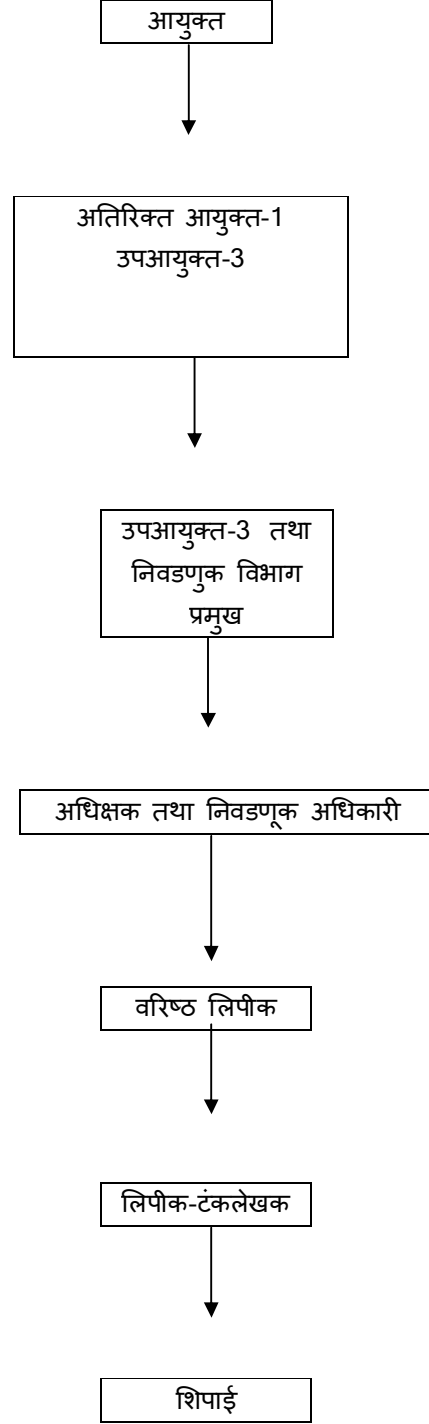 आयुक्त
अतिरिक्त आयुक्त-1
उपआयुक्त-3
उपआयुक्त-3 तथा
निवडणुक विभाग
प्रमुख
अधिक्षक तथा निवडणूक अधिकारी
वरिष्ठ लिपीक
लिपीक-टंकलेखक
शिपाई